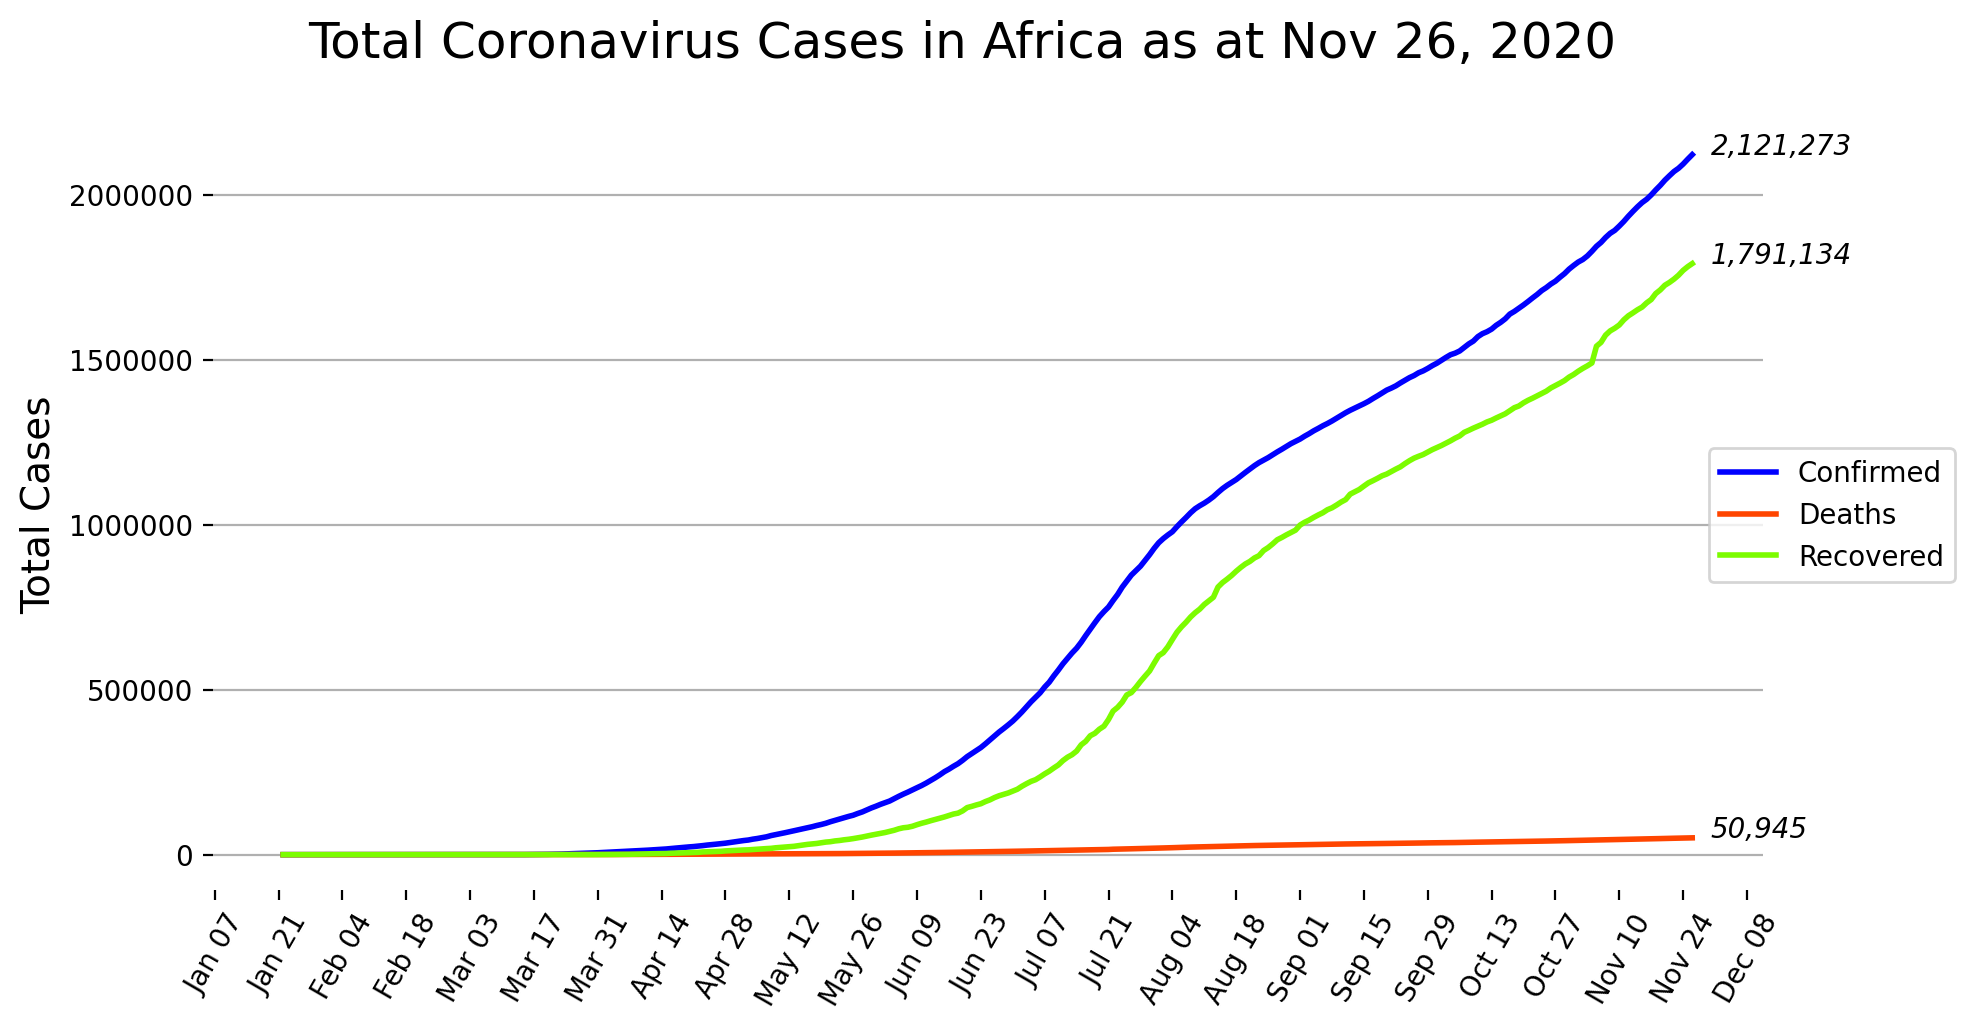 Total Coronavirus Cases in Africa as at Nov 26, 2020
Total Cases
2000000
1500000
1000000
500000
0
2,121,273
1,791,134
50,945
Confirmed
Deaths
Recovered
Jan 07
Jan 21
Feb 04
Feb 18
Mar 03
Mar 17
Mar 31
Apr 14
Apr 28
May 12
May 26
Jun 09
Jun 23
Jul 07
Jul 21
Aug 04
Aug 18
Sep 01
Sep 15
Sep 29
Oct 13
Oct 27
Nov 10
Nov 24
Dec 08